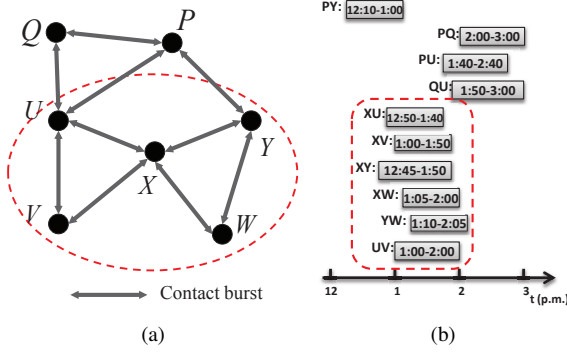 P
Q
U
Y
X
V
W
Contact burst
(a)
PY: 12:10-1:00
PQ: 2:00-3:00
PU: 1:40-2:40
QU: 1:50-3:00
XU: 12:50-1:40
XV: 1:00-1:50
XY: 12:45-1:50
XW: 1:05-2:00
YW: 1:10-2:05
UV: 1:00-2:00
12 1 2 3 t (p.m.)
(b)